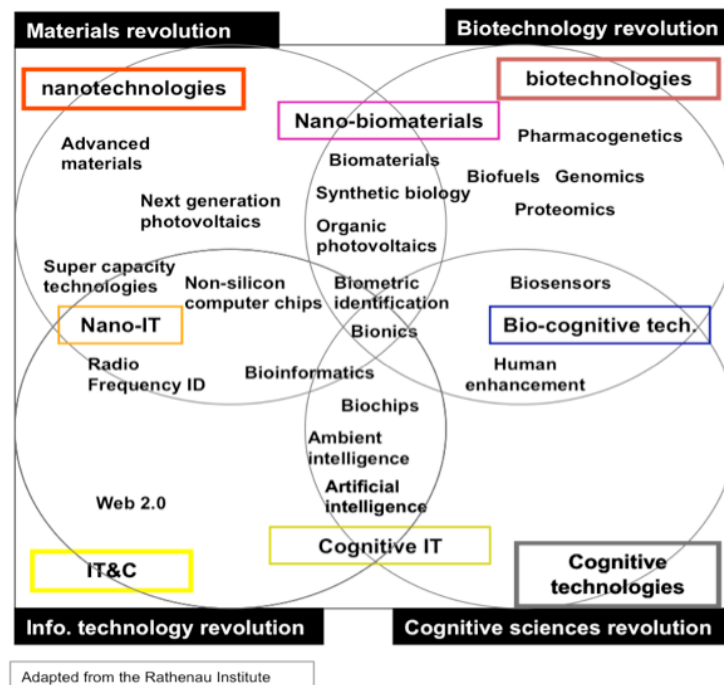 Materials revolution
Biotechnology revolution
nanotechnologies
biotechnologies
Nano-biomaterials
Advanced
materials
Pharmacogenetics
Biomaterials
Biofuels Genomics
Synthetic biology
Next generation
photovoltaics
Proteomics
Organic
photovoltaics
Super capacity
technologies
Non-silicon
computer chips
Biometric
identification
Biosensors
Nano-IT
Bionics
Bio-cognitive tech.
Radio
Frequency ID
Bioinformatics
Human
enhancement
Biochips
Ambient
intelligence
Artificial
intelligence
Web 2.0
Cognitive IT
IT&C
Cognitive
technologies
Info. technology revolution
Cognitive sciences revolution
Adapted from the Rathenau Institute